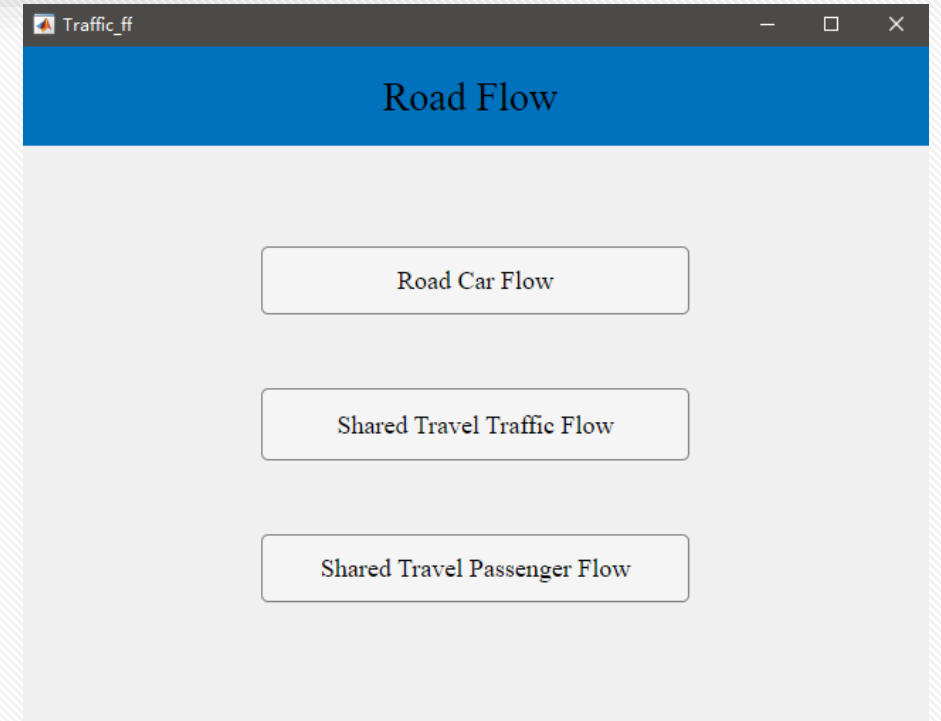 Traffic_ff
Road Flow
Road Car Flow
Shared Travel Traffic Flow
Shared Travel Passenger Flow